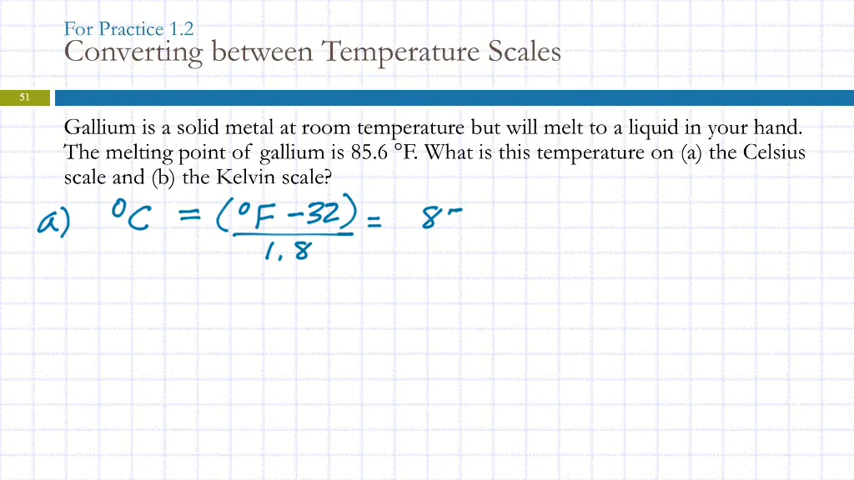 For Practice 1.2
Converting between Temperature Scales
51
Gallium is a solid metal at room temperature but will melt to a liquid in your hand.
The melting point of gallium is 85.6 °F. What is this temperature on (a) the Celsius
scale and (b) the Kelvin scale?
a) °C = (°F - 32) = 8
1.8